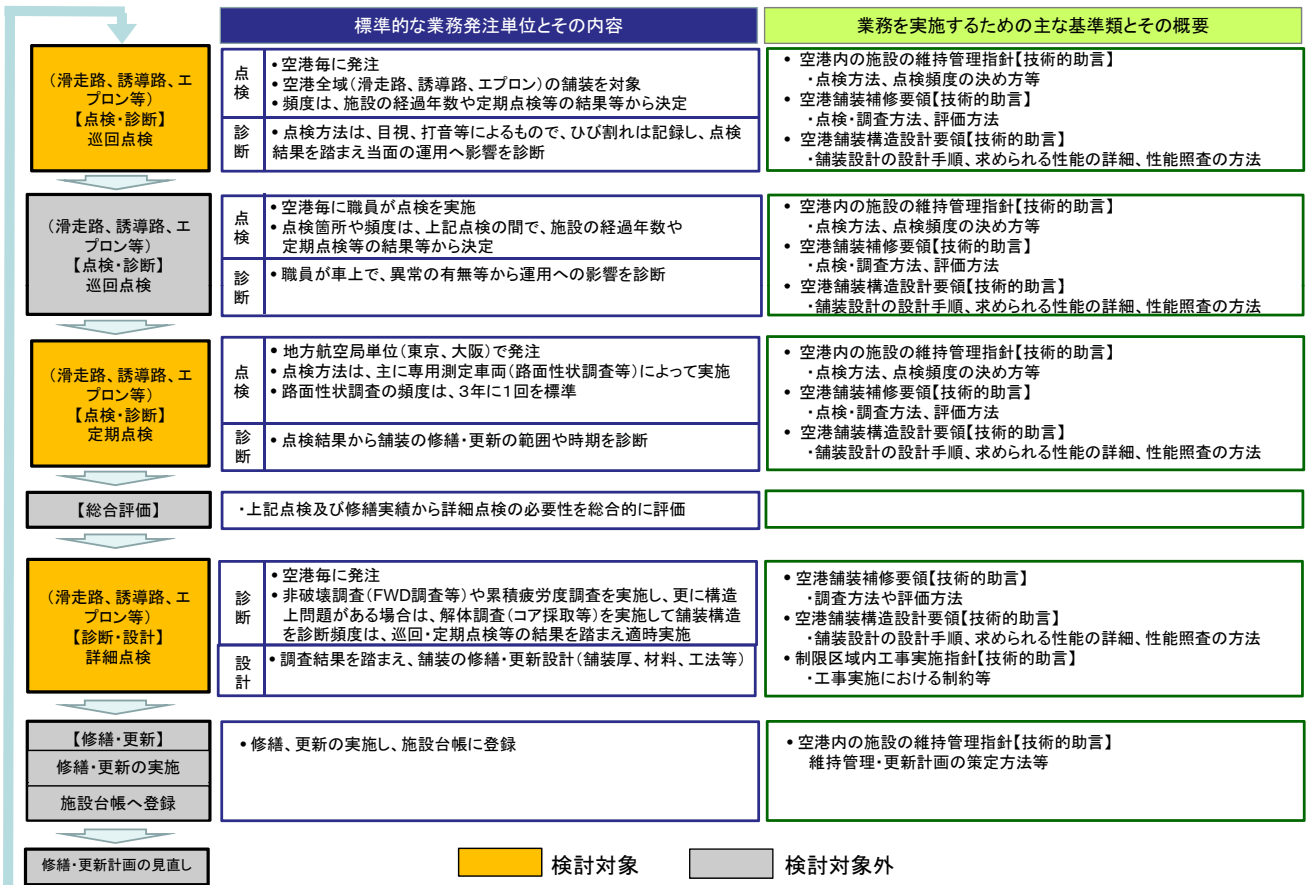 標準的な業務発注単位とその内容
業務を実施するための主な基準類とその概要
(滑走路、誘導路、エ
プロン等)
【点検・診断】
巡回点検
点
検
• 空港毎に発注
• 空港全域(滑走路、誘導路、エプロン)の舗装を対象
• 頻度は、施設の経過年数や定期点検等の結果等から決定
診
断
• 点検方法は、目視、打音等によるもので、ひび割れは記録し、点検
結果を踏まえ当面の運用へ影響を診断
• 空港内の施設の維持管理指針【技術的助言】
・点検方法、点検頻度の決め方等
• 空港舗装補修要領【技術的助言】
・点検・調査方法、評価方法
• 空港舗装構造設計要領【技術的助言】
・舗装設計の設計手順、求められる性能の詳細、性能照査の方法
(滑走路、誘導路、エ
プロン等)
【点検・診断】
巡回点検
点
検
• 空港毎に職員が点検を実施
• 点検箇所や頻度は、上記点検の間で、施設の経過年数や
定期点検等の結果等から決定
診
断
• 職員が車上で、異常の有無等から運用への影響を診断
• 空港内の施設の維持管理指針【技術的助言】
・点検方法、点検頻度の決め方等
• 空港舗装補修要領【技術的助言】
・点検・調査方法、評価方法
• 空港舗装構造設計要領【技術的助言】
・舗装設計の設計手順、求められる性能の詳細、性能照査の方法
(滑走路、誘導路、エ
プロン等)
【点検・診断】
定期点検
点
検
• 地方航空局単位(東京、大阪)で発注
• 点検方法は、主に専用測定車両(路面性状調査等)によって実施
• 路面性状調査の頻度は、3年に1回を標準
診
断
• 点検結果から舗装の修繕・更新の範囲や時期を診断
• 空港内の施設の維持管理指針【技術的助言】
・点検方法、点検頻度の決め方等
• 空港舗装補修要領【技術的助言】
・点検・調査方法、評価方法
• 空港舗装構造設計要領【技術的助言】
・舗装設計の設計手順、求められる性能の詳細、性能照査の方法
【総合評価】
・上記点検及び修繕実績から詳細点検の必要性を総合的に評価
(滑走路、誘導路、エ
プロン等)
【診断・設計】
詳細点検
診
断
• 空港毎に発注
• 非破壊調査(FWD調査等)や累積疲労度調査を実施し、更に構造
上問題がある場合は、解体調査(コア採取等)を実施して舗装構造
を診断頻度は、巡回・定期点検等の結果を踏まえ適時実施
設
計
• 調査結果を踏まえ、舗装の修繕・更新設計(舗装厚、材料、工法等)
• 空港舗装補修要領【技術的助言】
・調査方法や評価方法
• 空港舗装構造設計要領【技術的助言】
・舗装設計の設計手順、求められる性能の詳細、性能照査の方法
• 制限区域内工事実施指針【技術的助言】
・工事実施における制約等
【修繕・更新】
修繕・更新の実施
施設台帳へ登録
• 修繕、更新の実施し、施設台帳に登録
• 空港内の施設の維持管理指針【技術的助言】
維持管理・更新計画の策定方法等
修繕・更新計画の見直し
検討対象
検討対象外